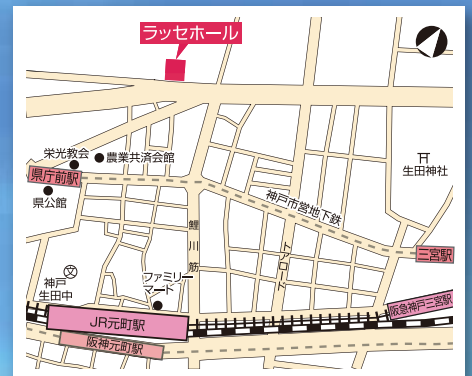 ラッセホール
栄光教会
農業共済会館
県庁前駅
県公館
生田神社
神戸市営地下鉄
鯉川筋
トアロード
三宮駅
文
神戸
生田中
ファミリー
マート
阪急神戸三宮駅
JR元町駅
阪神元町駅